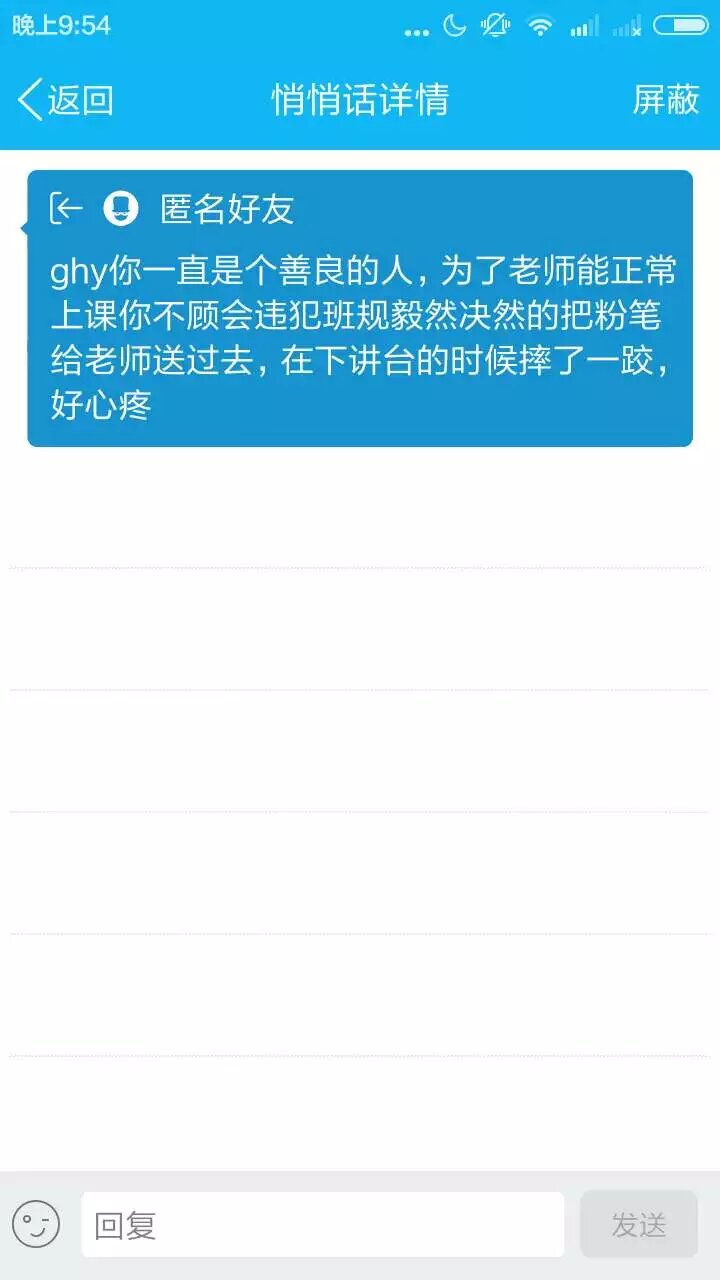 晚上9:54
返回
悄悄话详情
屏蔽
匿名好友
ghy你一直是个善良的人，为了老师能正常
上课你不顾会违犯班规毅然决然的把粉笔
给老师送过去，在下讲台的时候摔了一跤，
好心疼
回复
发送